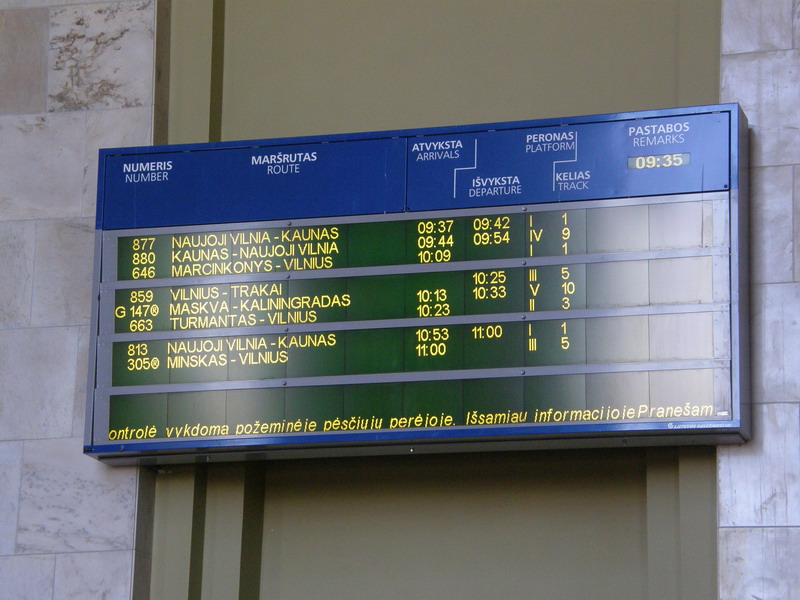 NUMERIS MARŠRUTAS ATVYKSTA PERONAS PASTABOS
NUMBER ROUTE ARRIVALS PLATFORM REMARKS
IŠVYKSTA KELIAS 09:35
DEPARTURE TRACK
877 NAUJOJI VILNIA - KAUNAS 09:37 09:42 I 1
880 KAUNAS - NAUJOJI VILNIA 09:44 09:54 IV 9
646 MARCINKONYS - VILNIUS 10:09 I 1
859 VILNIUS - TRAKAI 10:25 III 5
G 147® MASKVA - KALININGRADAS 10:13 10:33 V 10
663 TURMANTAS - VILNIUS 10:23 II 3
813 NAUJOJI VILNIA - KAUNAS 10:53 11:00 I 1
305® MINSKAS - VILNIUS 11:00 III 5
ontrolė vykdoma požeminėje pėsčiųjų perėjoje. Išsamiau informacijoje Pranešam